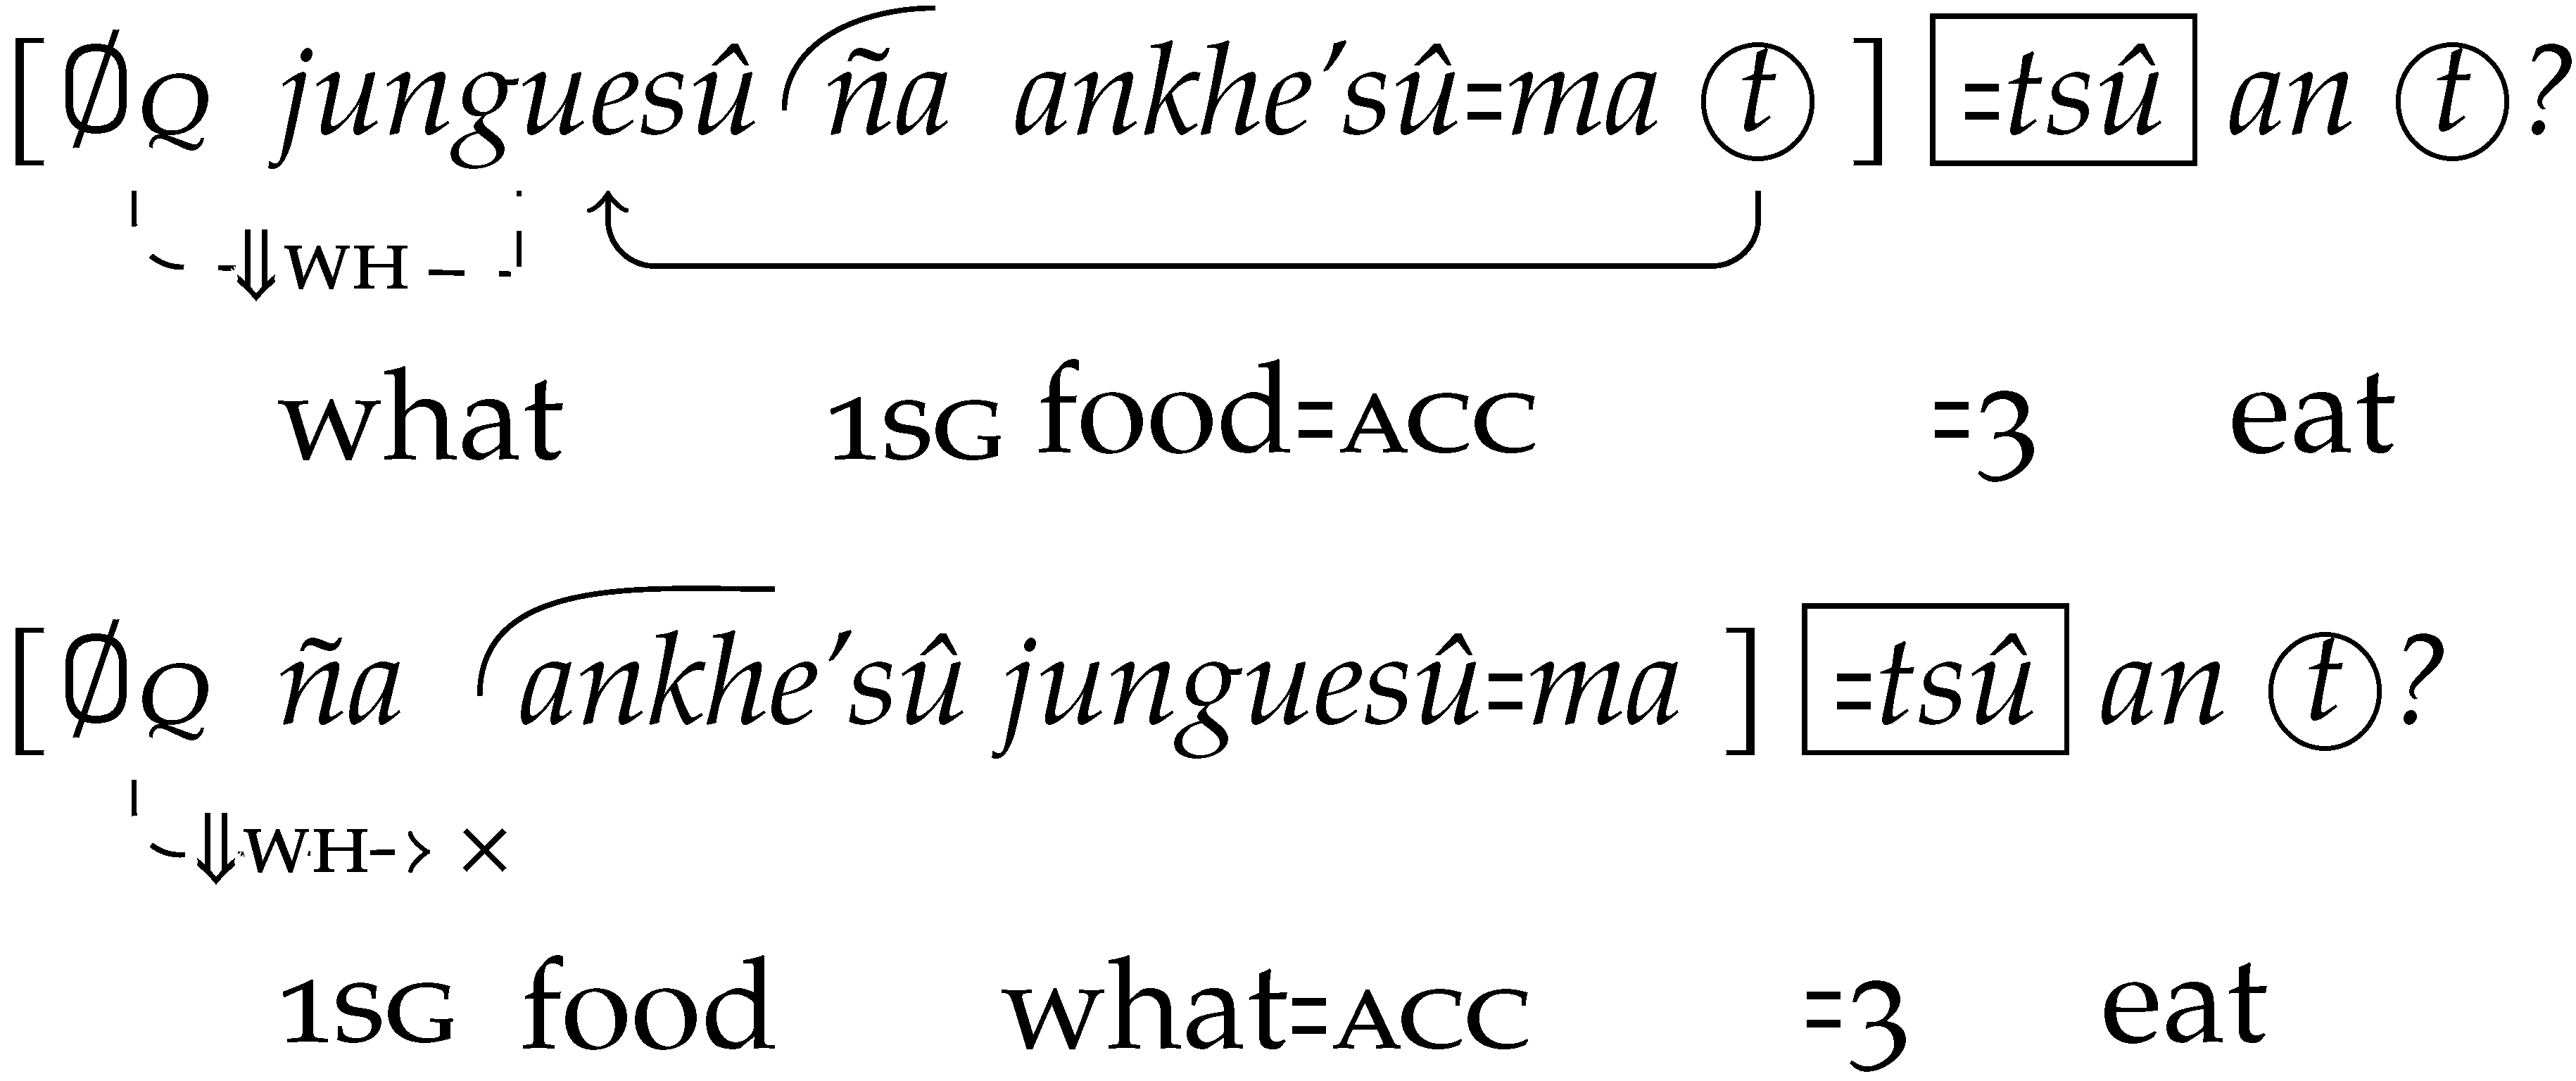 [∅Q junguesû ña ankhe’sû=ma t ] =tsû an t?
⇓WH
what 1SG food=ACC =3 eat
[∅Q ña ankhe’sû junguesû=ma ] =tsû an t?
⇓WH ×
1SG food what=ACC =3 eat